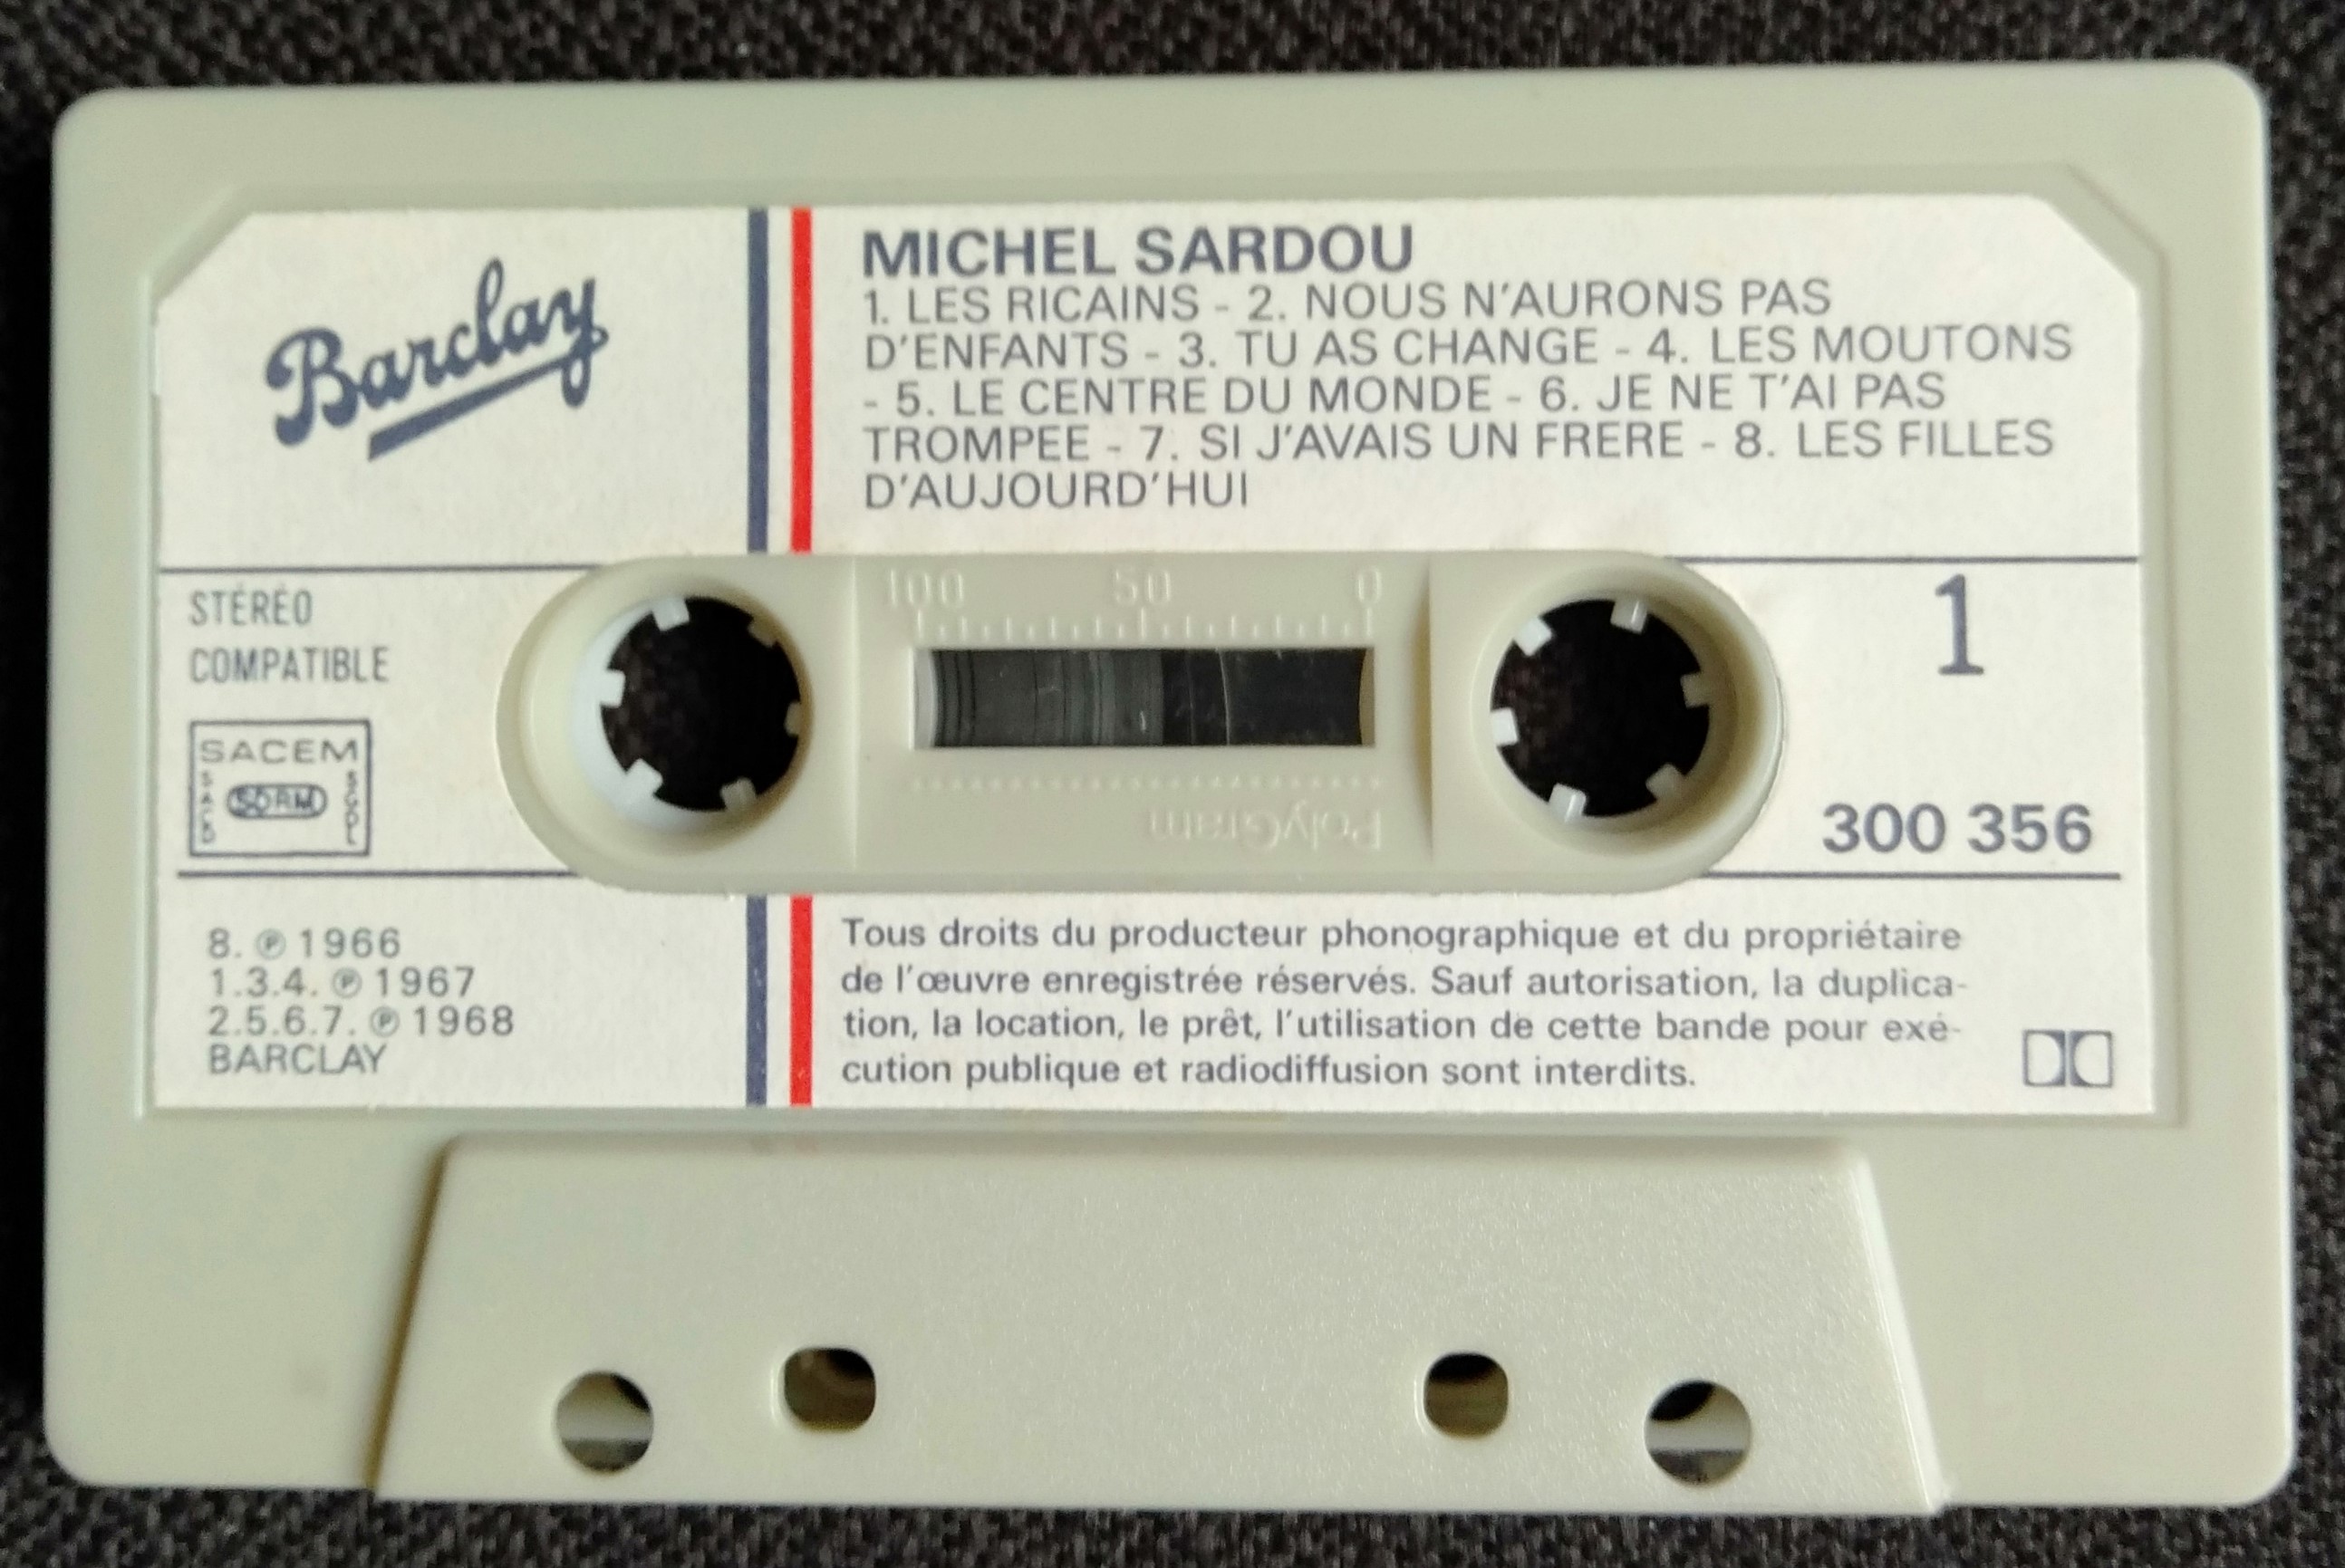 Barclay
MICHEL SARDOU
1. LES RICAINS - 2. NOUS N'AURONS PAS
D'ENFANTS - 3. TU AS CHANGE - 4. LES MOUTONS
- 5. LE CENTRE DU MONDE - 6. JE NE T'AI PAS
TROMPEE - 7. SI J'AVAIS UN FRERE - 8. LES FILLES
D'AUJOURD'HUI
STÉRÉO
COMPATIBLE
100 50 0
1
SACEM
SACD
SDRM
SGDL
PolyGram
300 356
8. ℗ 1966
1.3.4. ℗ 1967
2.5.6.7. ℗ 1968
BARCLAY
Tous droits du producteur phonographique et du propriétaire
de l'œuvre enregistrée réservés. Sauf autorisation, la duplica-
tion, la location, le prêt, l'utilisation de cette bande pour exé-
cution publique et radiodiffusion sont interdits.